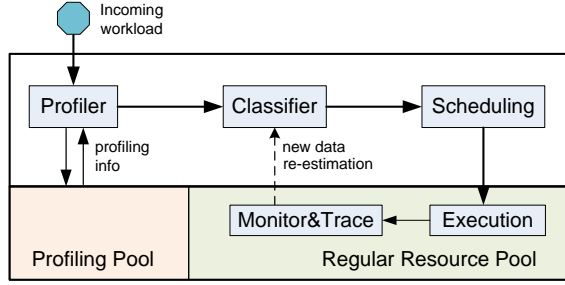 Incoming
workload
Profiler
Classifier
Scheduling
profiling
info
new data
re-estimation
Monitor&Trace
Execution
Profiling Pool
Regular Resource Pool